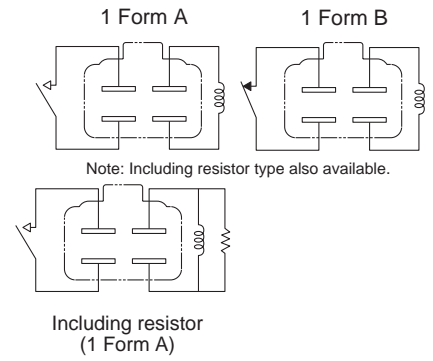 1 Form A
1 Form B
Note: Including resistor type also available.
Including resistor
(1 Form A)